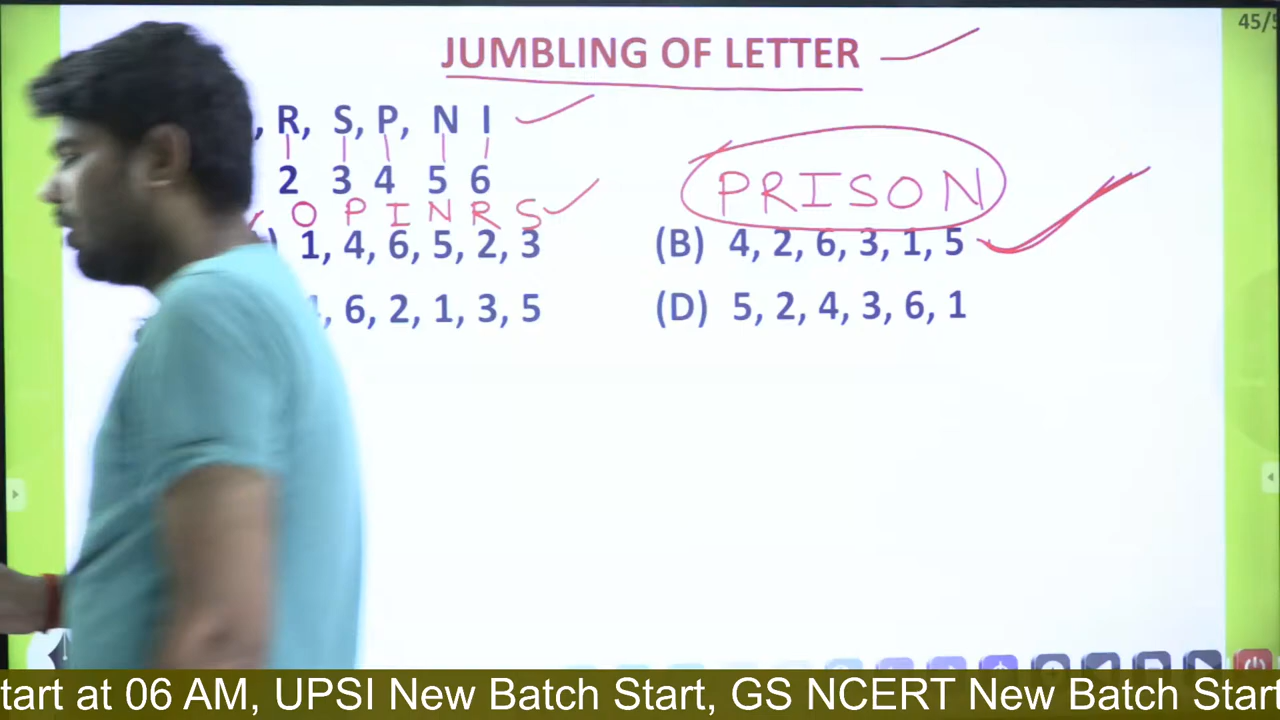 45/
JUMBLING OF LETTER
, R, S, P, N I
2 3 4 5 6
PRISON
O P I N R S
) 1, 4, 6, 5, 2, 3 (B) 4, 2, 6, 3, 1, 5
, 6, 2, 1, 3, 5 (D) 5, 2, 4, 3, 6, 1
tart at 06 AM, UPSI New Batch Start, GS NCERT New Batch Start